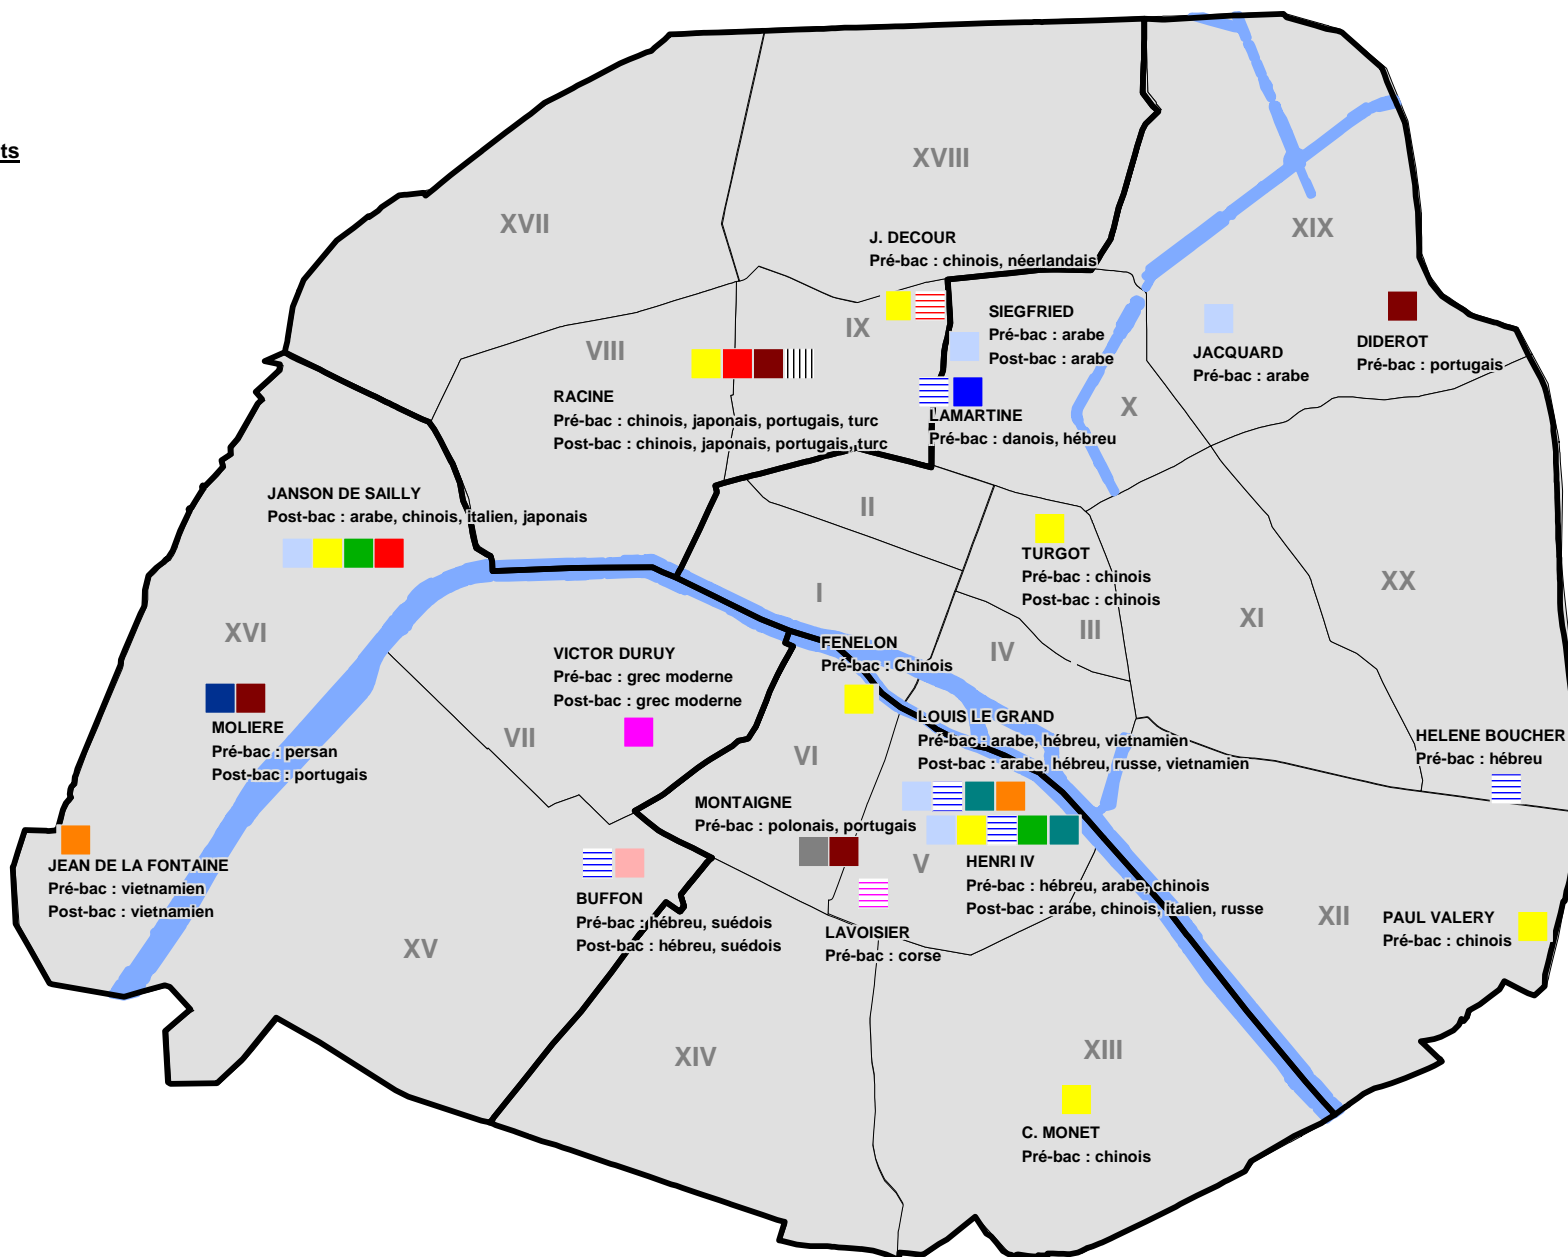 ts
XVIII
XVII
XIX
J. DECOUR
Pré-bac : chinois, néerlandais
SIEGFRIED
Pré-bac : arabe
Post-bac : arabe
IX
VIII
JACQUARD
Pré-bac : arabe
DIDEROT
Pré-bac : portugais
RACINE
Pré-bac : chinois, japonais, portugais, turc
Post-bac : chinois, japonais, portugais, turc
X
LAMARTINE
Pré-bac : danois, hébreu
JANSON DE SAILLY
Post-bac : arabe, chinois, italien, japonais
II
TURGOT
Pré-bac : chinois
Post-bac : chinois
XX
I
XI
III
XVI
IV
FENELON
Pré-bac : Chinois
VICTOR DURUY
Pré-bac : grec moderne
Post-bac : grec moderne
MOLIERE
Pré-bac : persan
Post-bac : portugais
VII
VI
LOUIS LE GRAND
Pré-bac : arabe, hébreu, vietnamien
Post-bac : arabe, hébreu, russe, vietnamien
HELENE BOUCHER
Pré-bac : hébreu
MONTAIGNE
Pré-bac : polonais, portugais
JEAN DE LA FONTAINE
Pré-bac : vietnamien
Post-bac : vietnamien
V
HENRI IV
Pré-bac : hébreu, arabe, chinois
Post-bac : arabe, chinois, italien, russe
BUFFON
Pré-bac : hébreu, suédois
Post-bac : hébreu, suédois
LAVOISIER
Pré-bac : corse
XII
PAUL VALERY
Pré-bac : chinois
XV
XIV
XIII
C. MONET
Pré-bac : chinois